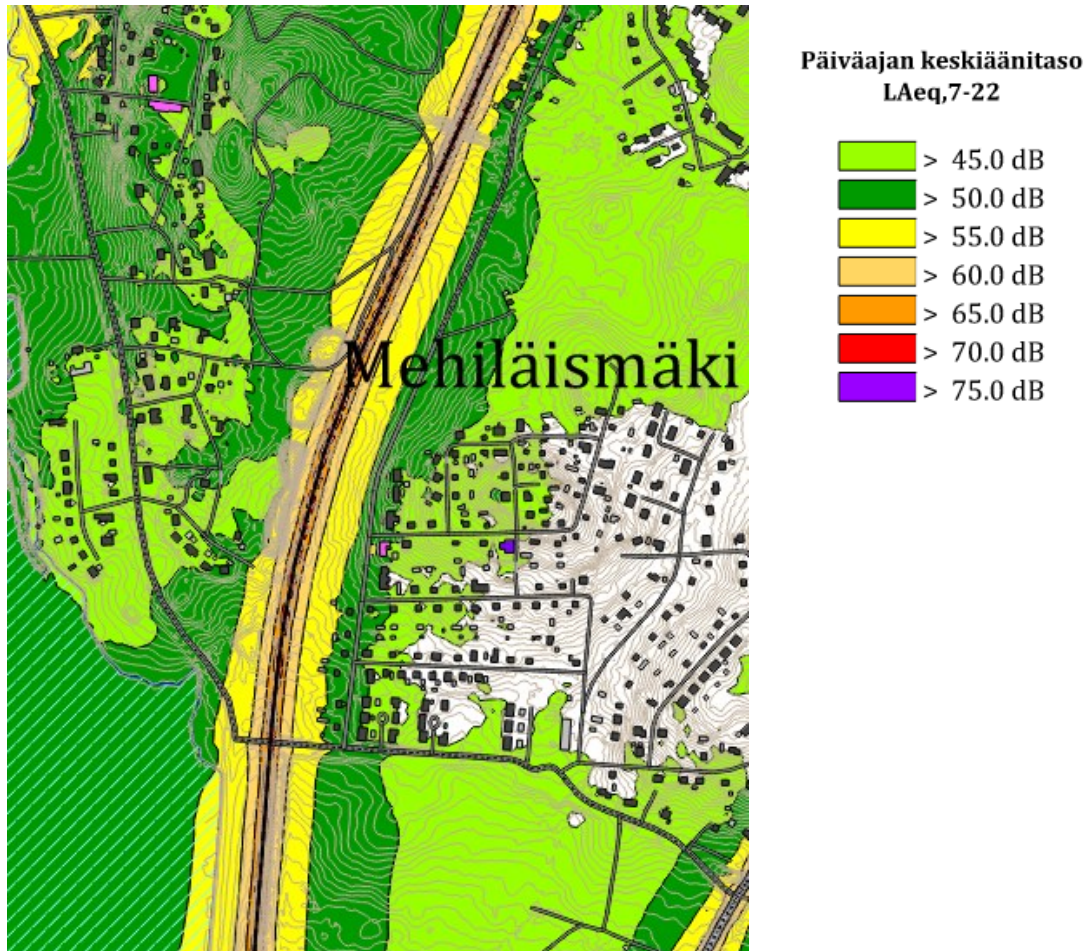 Päiväajan keskiäänitaso
LAeq,7-22
> 45.0 dB
> 50.0 dB
> 55.0 dB
> 60.0 dB
> 65.0 dB
> 70.0 dB
> 75.0 dB
Mehiläismäki